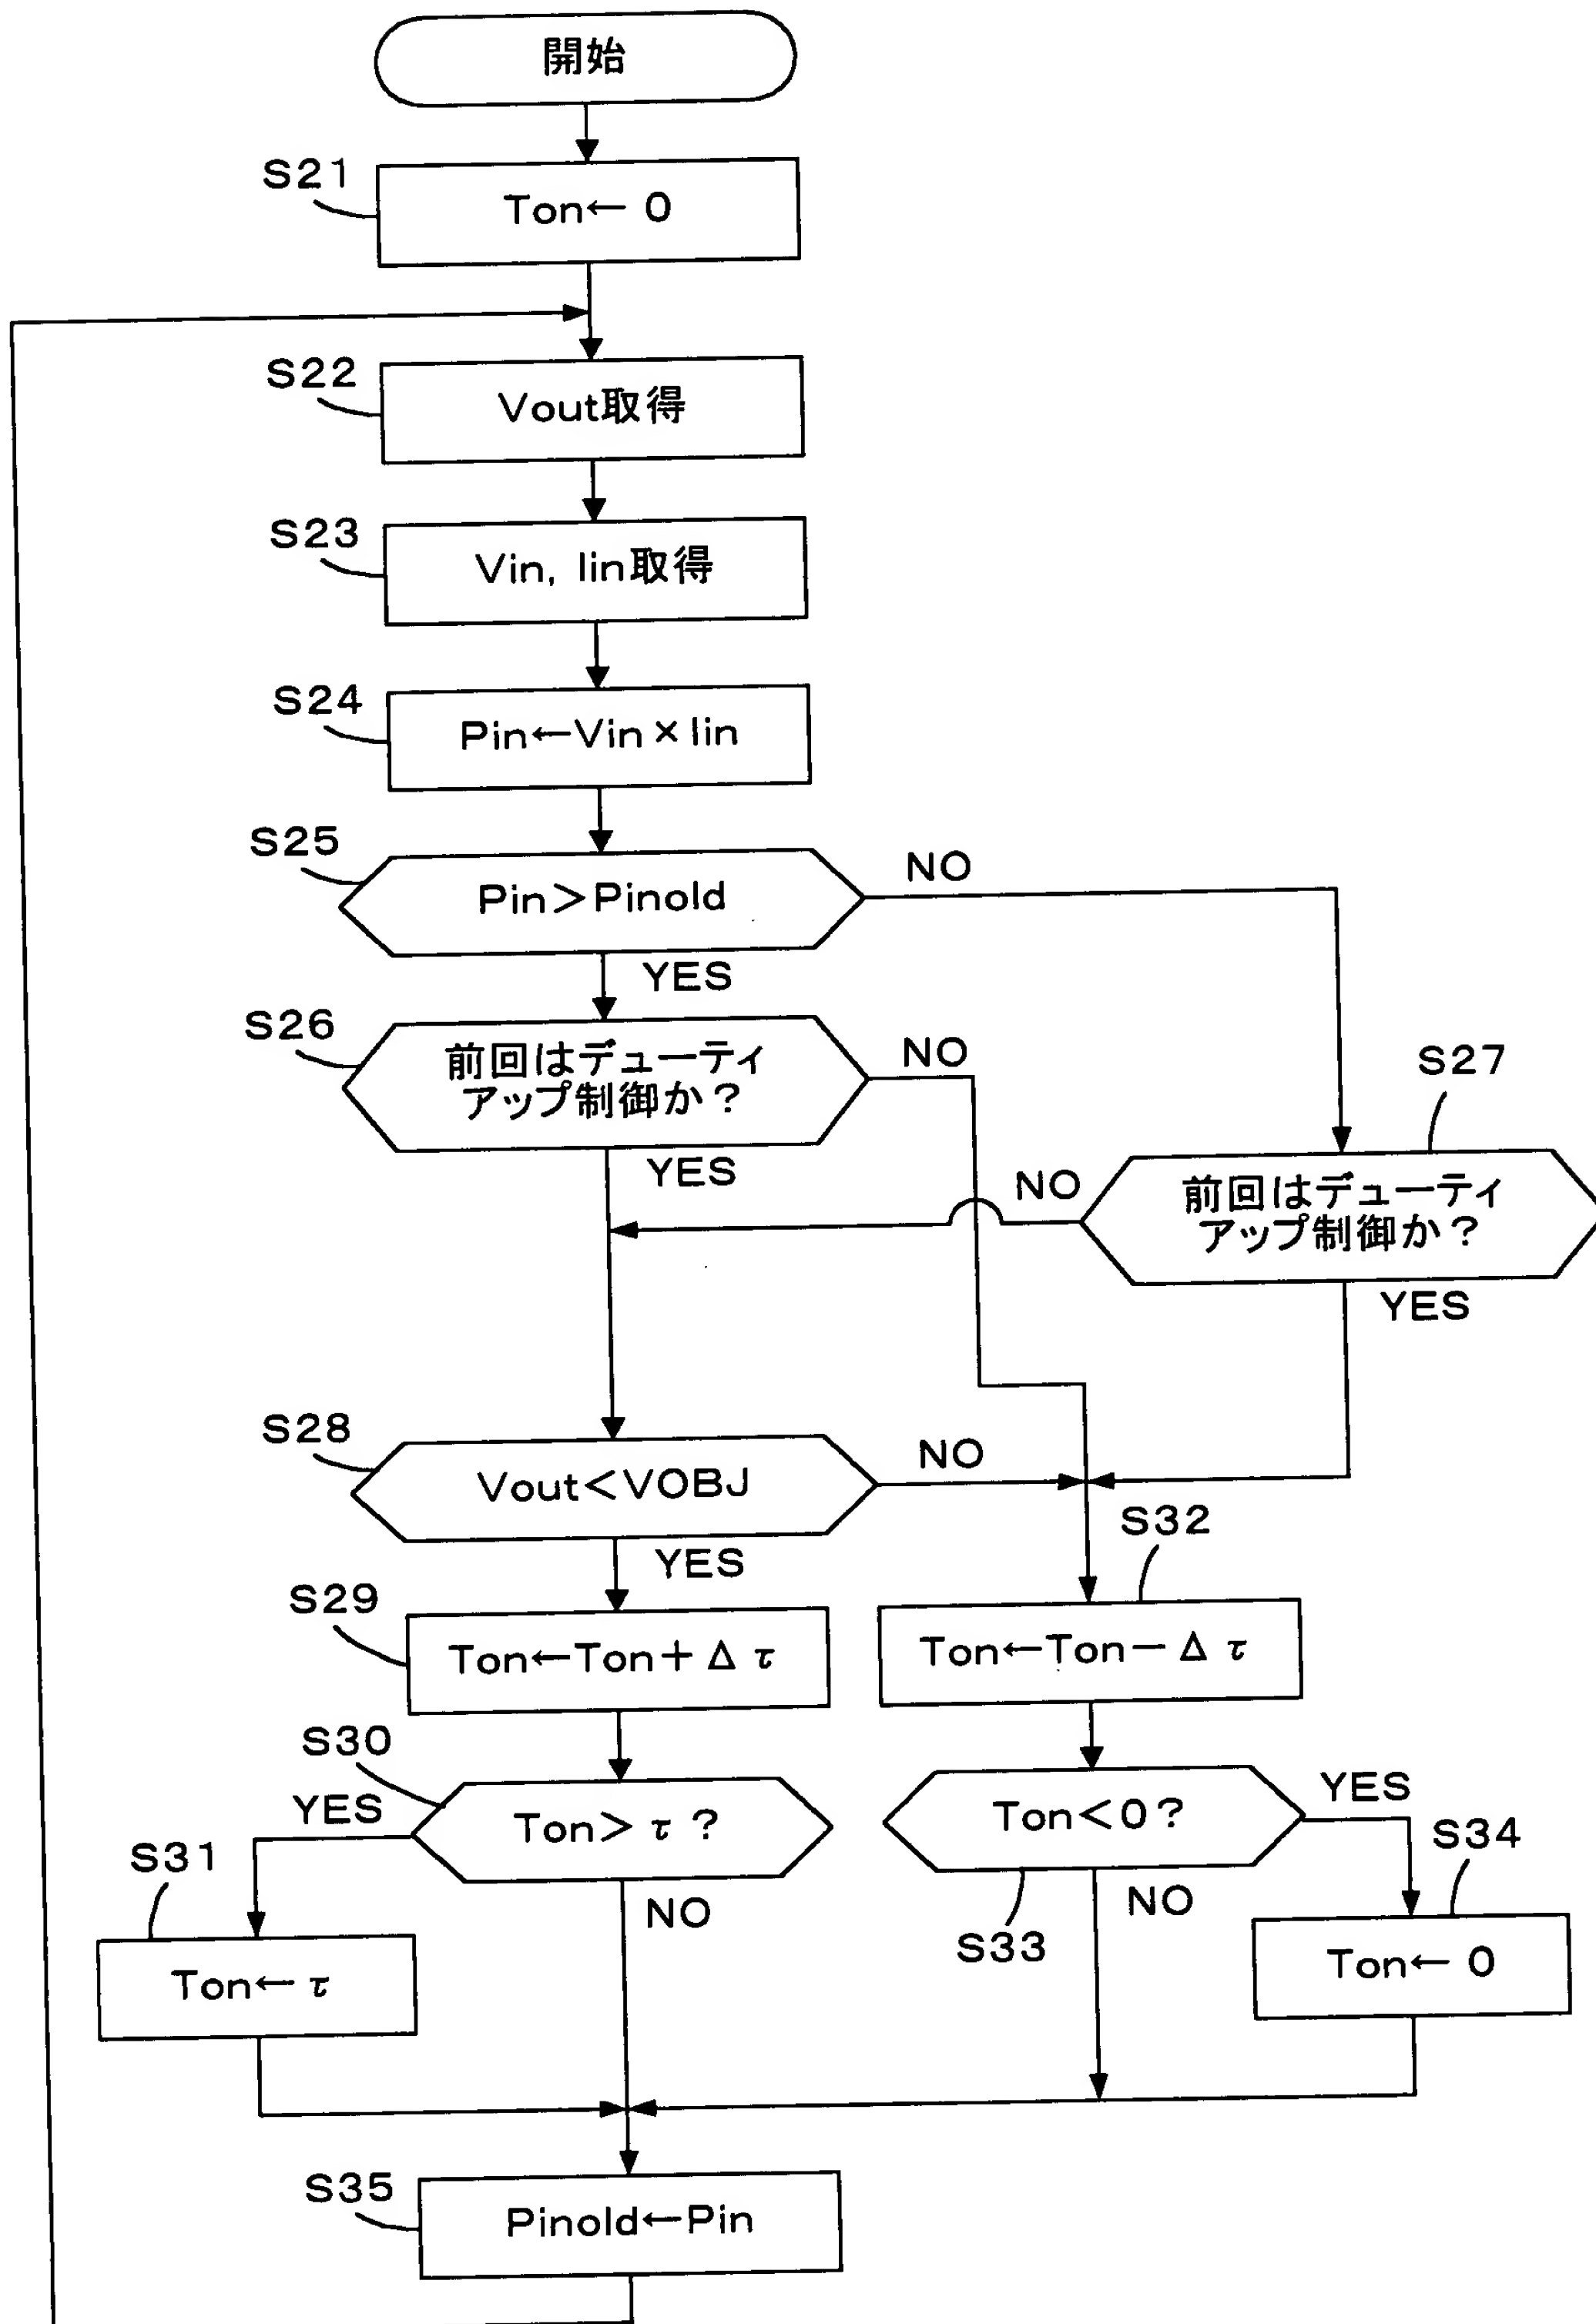 開始
S21
Ton← 0
S22
Vout取得
S23
Vin, Iin取得
S24
Pin←Vin×Iin
S25
Pin>Pinold
NO
YES
S26
前回はデューティ
アップ制御か？
NO
YES
S27
前回はデューティ
アップ制御か？
NO
YES
S28
Vout<VOBJ
NO
YES
S29
Ton←Ton+Δτ
S32
Ton←Ton−Δτ
S30
Ton>τ？
YES
NO
S33
Ton<0？
YES
NO
S31
Ton←τ
S34
Ton← 0
S35
Pinold←Pin